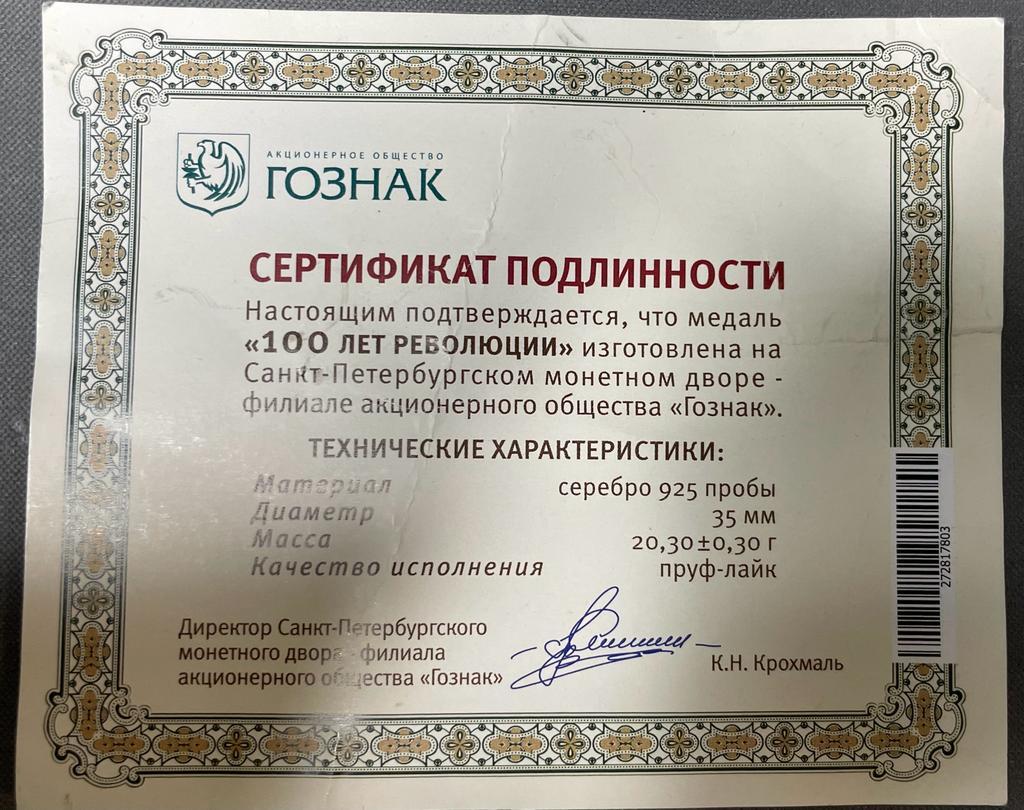 АКЦИОНЕРНОЕ ОБЩЕСТВО
ГОЗНАК
СЕРТИФИКАТ ПОДЛИННОСТИ
Настоящим подтверждается, что медаль
«100 ЛЕТ РЕВОЛЮЦИИ» изготовлена на
Санкт-Петербургском монетном дворе -
филиале акционерного общества «Гознак».
ТЕХНИЧЕСКИЕ ХАРАКТЕРИСТИКИ:
Материал серебро 925 пробы
Диаметр 35 мм
Масса 20,30±0,30 г
Качество исполнения пруф-лайк
Директор Санкт-Петербургского
монетного двора - филиала
акционерного общества «Гознак»
К.Н. Крохмаль
272817803